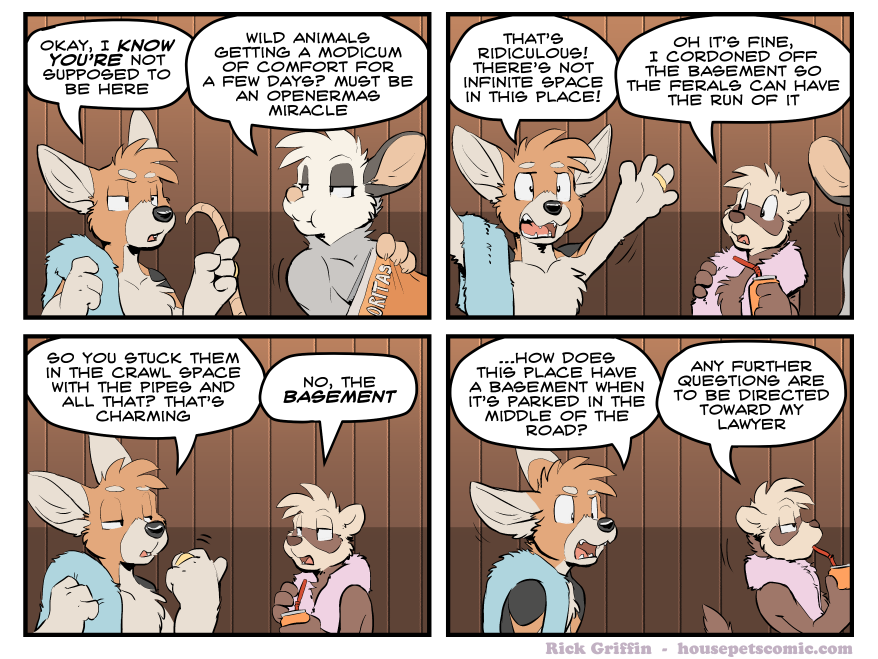 OKAY, I KNOW
YOU'RE NOT
SUPPOSED TO
BE HERE
WILD ANIMALS
GETTING A MODICUM
OF COMFORT FOR
A FEW DAYS? MUST BE
AN OPENERMAS
MIRACLE
ORITAS
THAT'S
RIDICULOUS!
THERE'S NOT
INFINITE SPACE
IN THIS PLACE!
OH IT'S FINE,
I CORDONED OFF
THE BASEMENT SO
THE FERALS CAN HAVE
THE RUN OF IT
SO YOU STUCK THEM
IN THE CRAWL SPACE
WITH THE PIPES AND
ALL THAT? THAT'S
CHARMING
NO, THE
BASEMENT
...HOW DOES
THIS PLACE HAVE
A BASEMENT WHEN
IT'S PARKED IN THE
MIDDLE OF THE
ROAD?
ANY FURTHER
QUESTIONS ARE
TO BE DIRECTED
TOWARD MY
LAWYER
Rick Griffin - housepetscomic.com